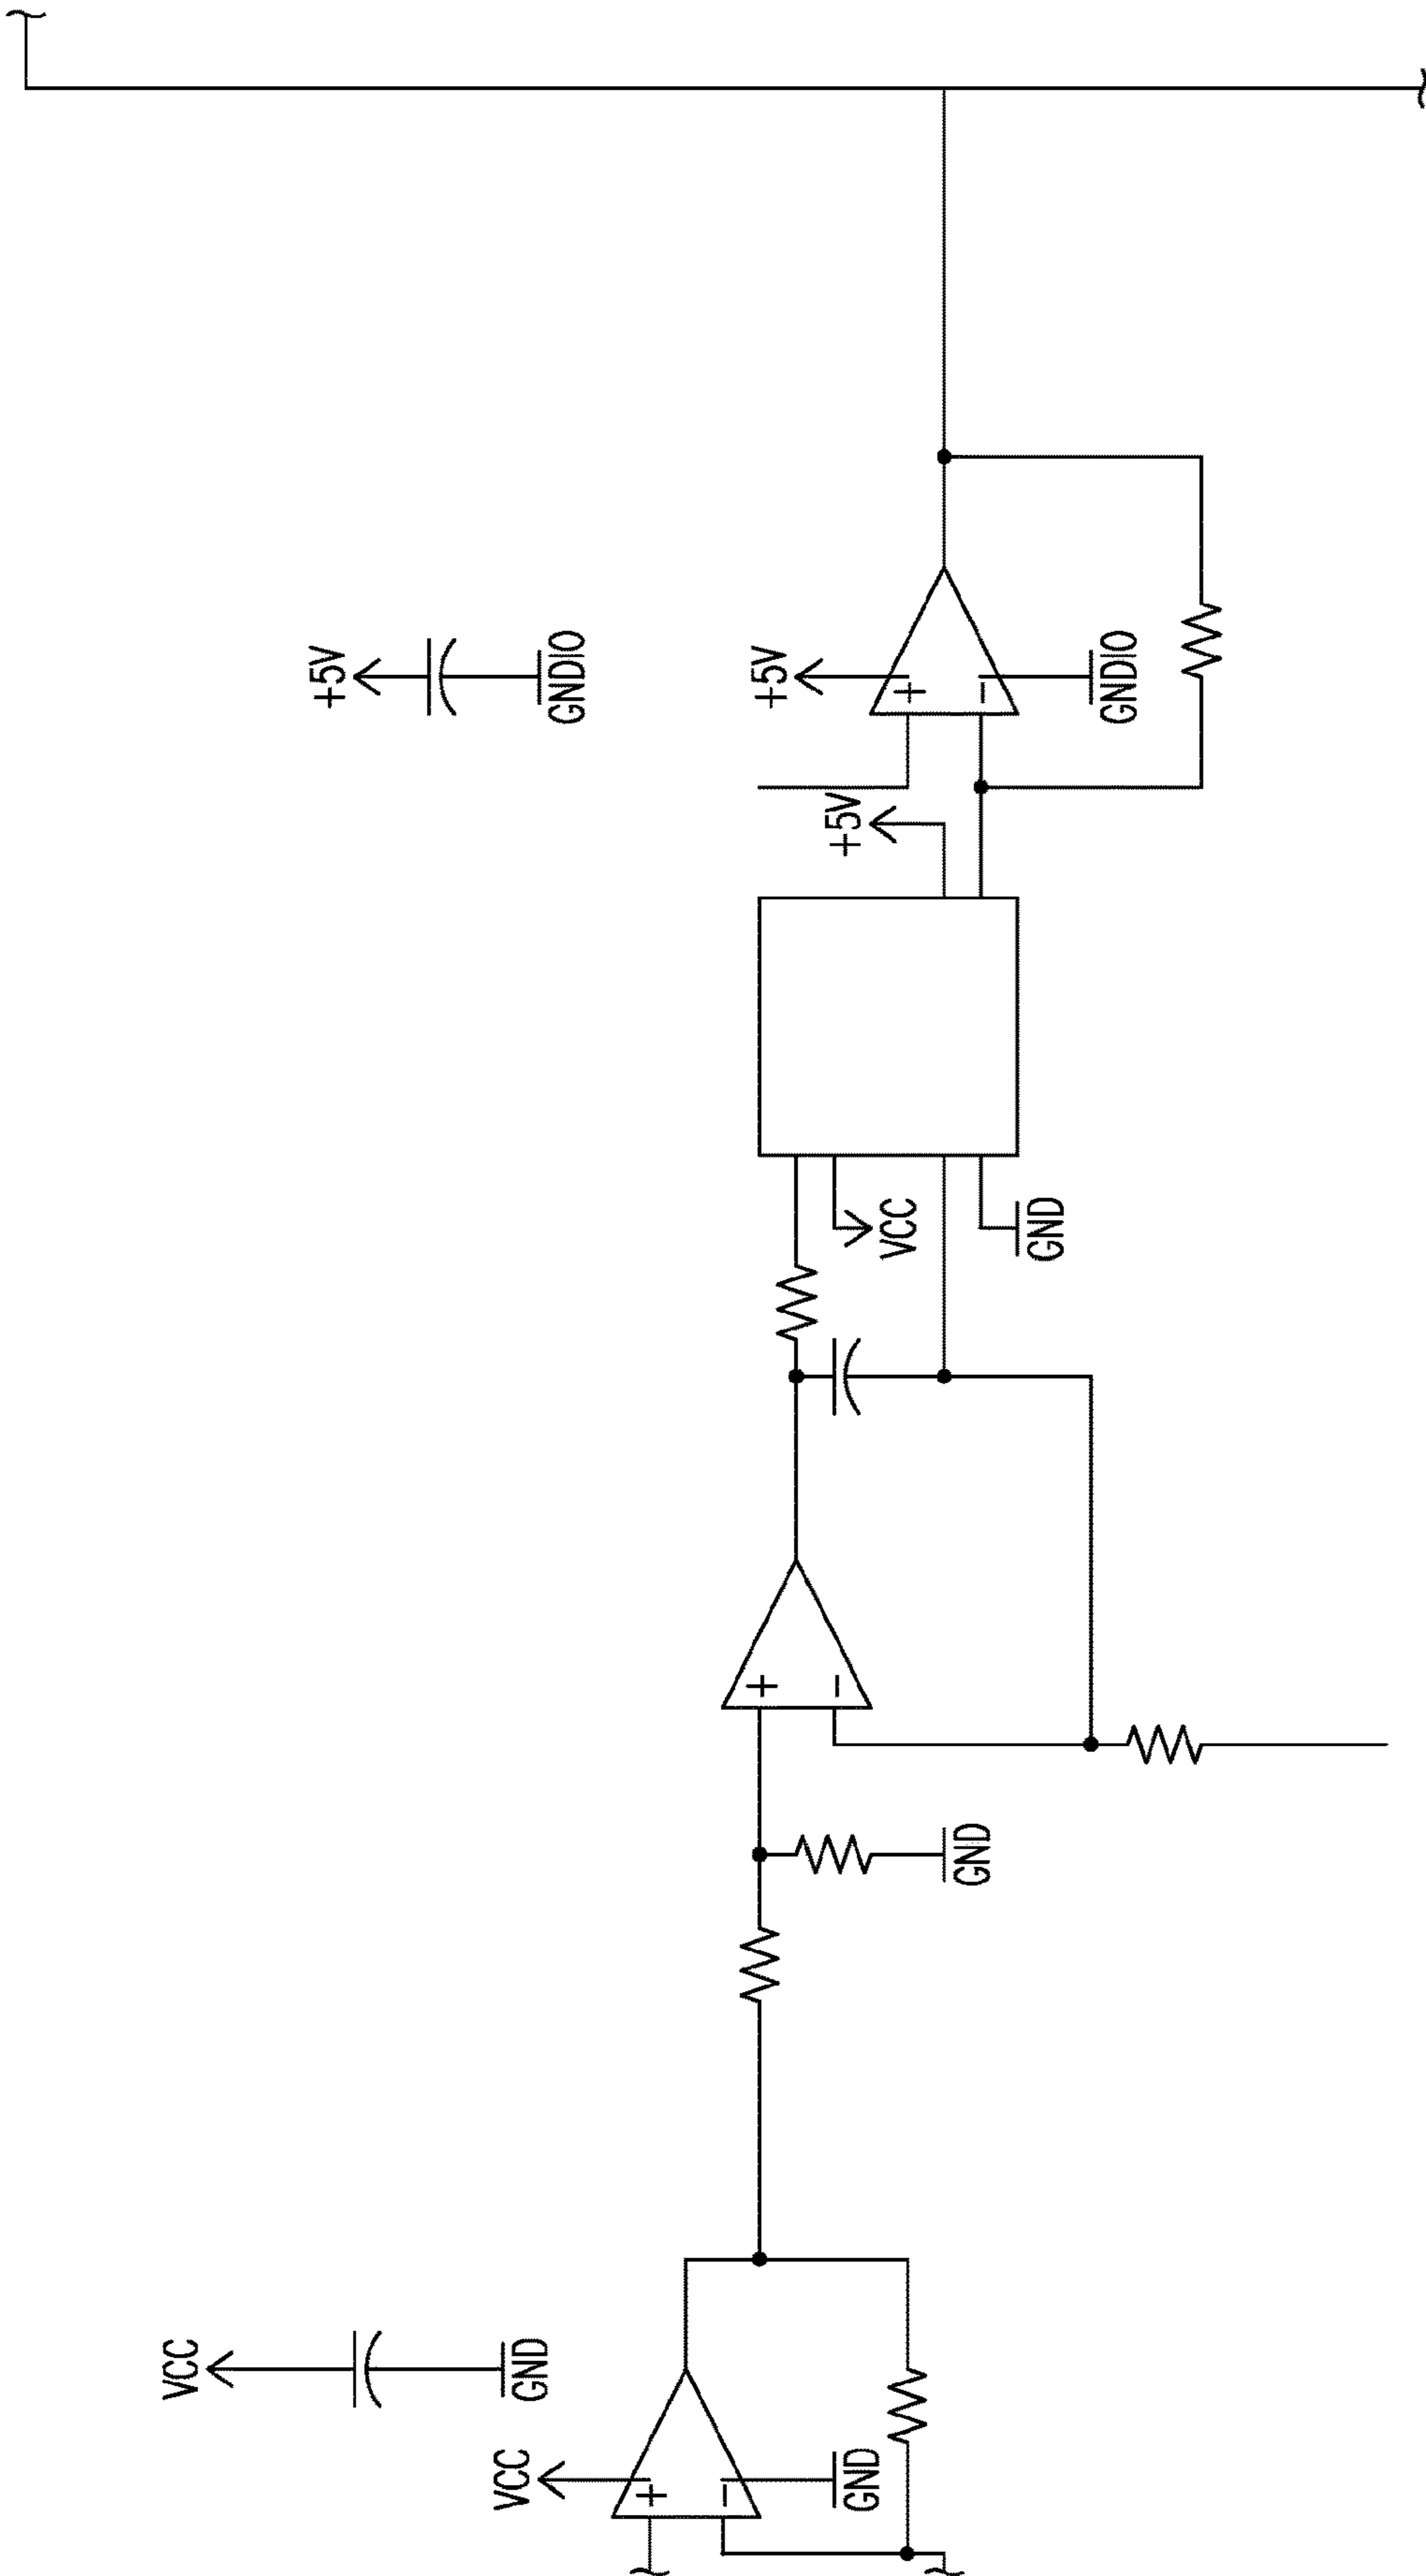 +5V
GNDIO
+5V
GNDIO
+
-
+5V
VCC
GND
+
-
GND
VCC
GND
VCC
GND
+
-